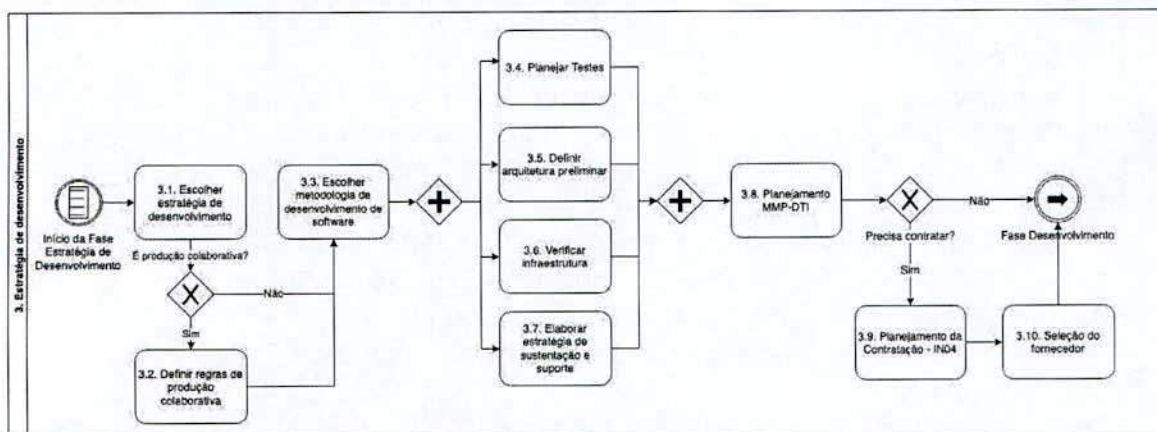 3. Estratégia de desenvolvimento
Início da Fase
Estratégia de
Desenvolvimento
3.1. Escolher
estratégia de
desenvolvimento
É produção colaborativa?
Não
Sim
3.2. Definir regras de
produção
colaborativa
3.3. Escolher
metodologia de
desenvolvimento de
software
3.4. Planejar Testes
3.5. Definir
arquitetura preliminar
3.6. Verificar
infraestrutura
3.7. Elaborar
estratégia de
sustentação e
suporte
3.8. Planejamento
MMP-DTI
Precisa contratar?
Não
Sim
Fase Desenvolvimento
3.9. Planejamento da
Contratação - IN04
3.10. Seleção do
fornecedor